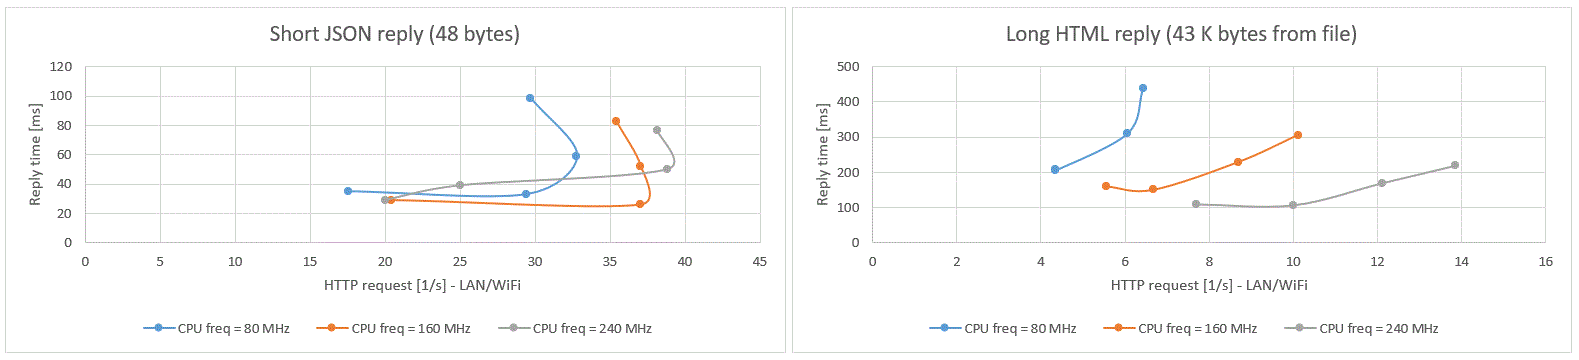 Short JSON reply (48 bytes)
Reply time [ms]
120
100
80
60
40
20
0
0 5 10 15 20 25 30 35 40 45
HTTP request [1/s] - LAN/WiFi
CPU freq = 80 MHz CPU freq = 160 MHz CPU freq = 240 MHz
Long HTML reply (43 K bytes from file)
Reply time [ms]
500
400
300
200
100
0
0 2 4 6 8 10 12 14 16
HTTP request [1/s] - LAN/WiFi
CPU freq = 80 MHz CPU freq = 160 MHz CPU freq = 240 MHz